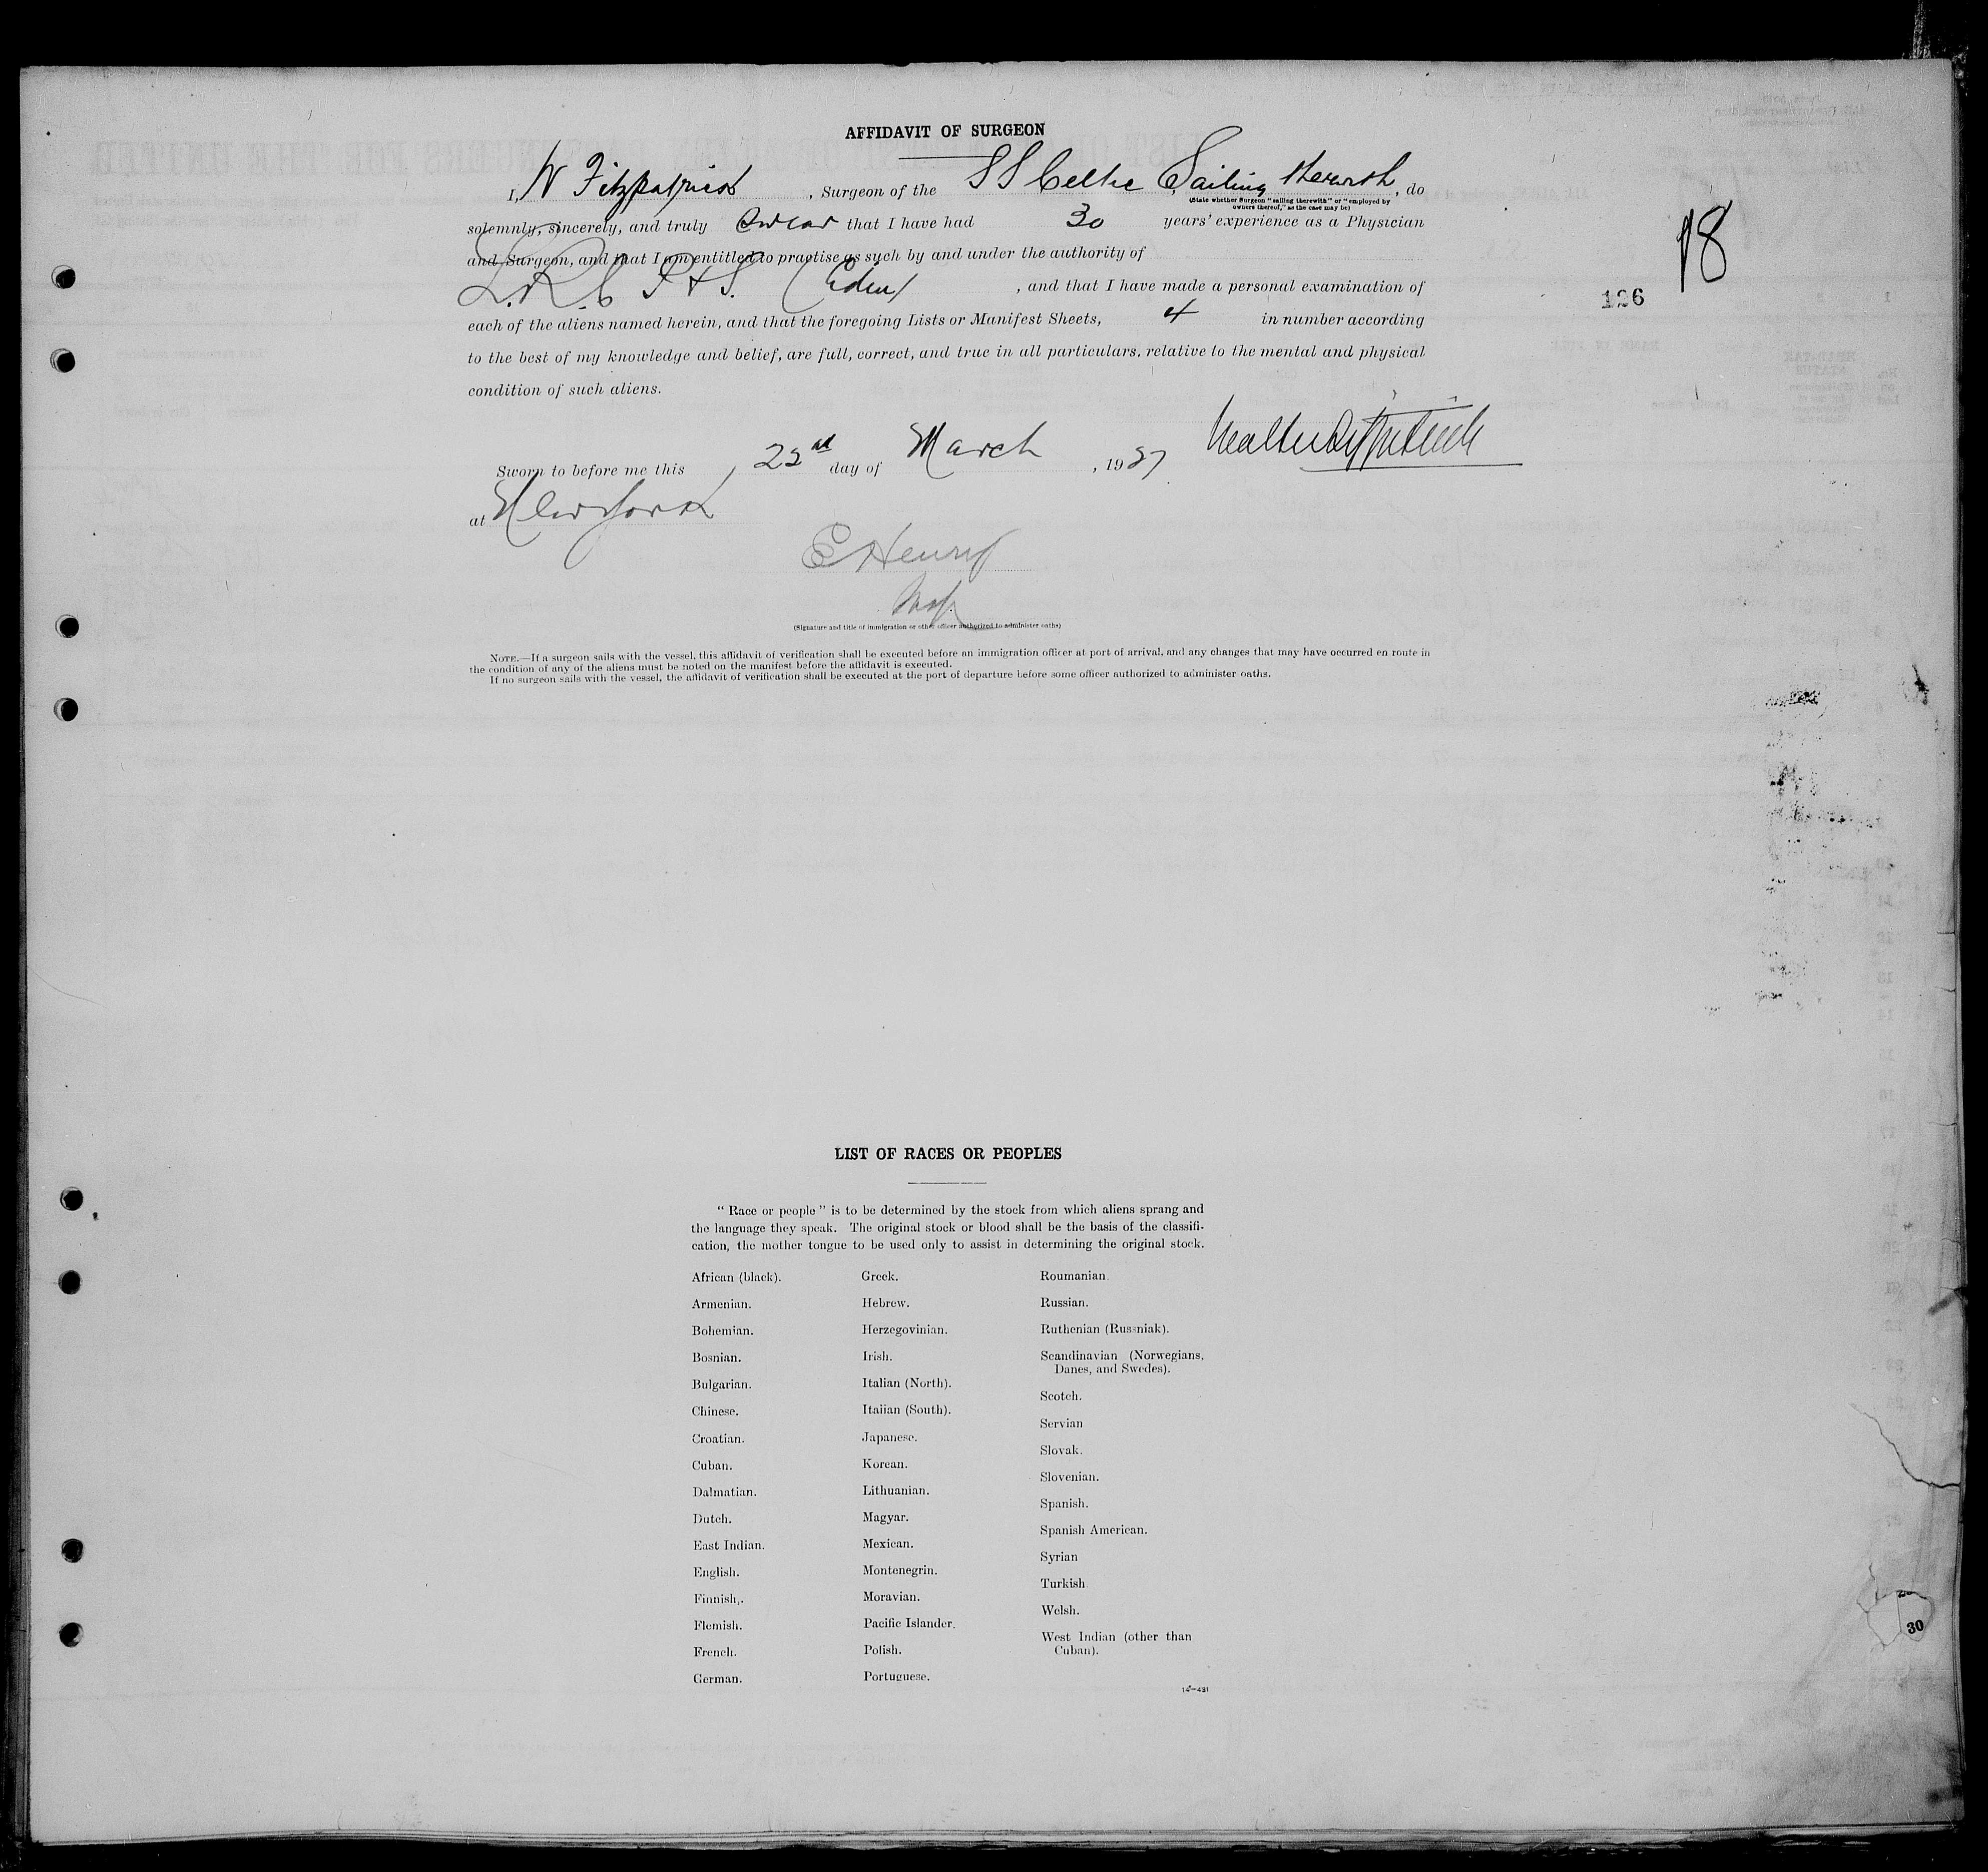 AFFIDAVIT OF SURGEON
I, W Fitzpatrick, Surgeon of the SS Celtic Sailing therewith, do
(State whether Surgeon "sailing therewith" or "employed by
owners thereof," as the case may be)
solemnly, sincerely, and truly swear that I have had 30 years' experience as a Physician
and Surgeon, and that I am entitled to practise as such by and under the authority of
L.R.C P & S. (Edin), and that I have made a personal examination of
each of the aliens named herein, and that the foregoing Lists or Manifest Sheets, 4 in number according
to the best of my knowledge and belief, are full, correct, and true in all particulars, relative to the mental and physical
condition of such aliens.
18
126
Sworn to before me this 22nd day of March, 1927
at New York
E Henry
(Signature and title of immigration or other officer authorized to administer oaths)
NOTE.—If a surgeon sails with the vessel, this affidavit of verification shall be executed before an immigration officer at port of arrival, and any changes that may have occurred en route in
the condition of any of the aliens must be noted on the manifest before the affidavit is executed.
If no surgeon sails with the vessel, the affidavit of verification shall be executed at the port of departure before some officer authorized to administer oaths.
LIST OF RACES OR PEOPLES
"Race or people" is to be determined by the stock from which aliens sprang and
the language they speak. The original stock or blood shall be the basis of the classifi-
cation, the mother tongue to be used only to assist in determining the original stock.
African (black).
Armenian.
Bohemian.
Bosnian.
Bulgarian.
Chinese.
Croatian.
Cuban.
Dalmatian.
Dutch.
East Indian.
English.
Finnish,.
Flemish.
French.
German.
Greek.
Hebrew.
Herzegovinian.
Irish.
Italian (North).
Italian (South).
Japanese.
Korean.
Lithuanian.
Magyar.
Mexican.
Montenegrin.
Moravian.
Pacific Islander.
Polish.
Portuguese.
Roumanian
Russian.
Ruthenian (Russniak).
Scandinavian (Norwegians,
Danes, and Swedes).
Scotch.
Servian
Slovak.
Slovenian.
Spanish.
Spanish American.
Syrian
Turkish
Welsh.
West Indian (other than
Cuban).
14—431
30